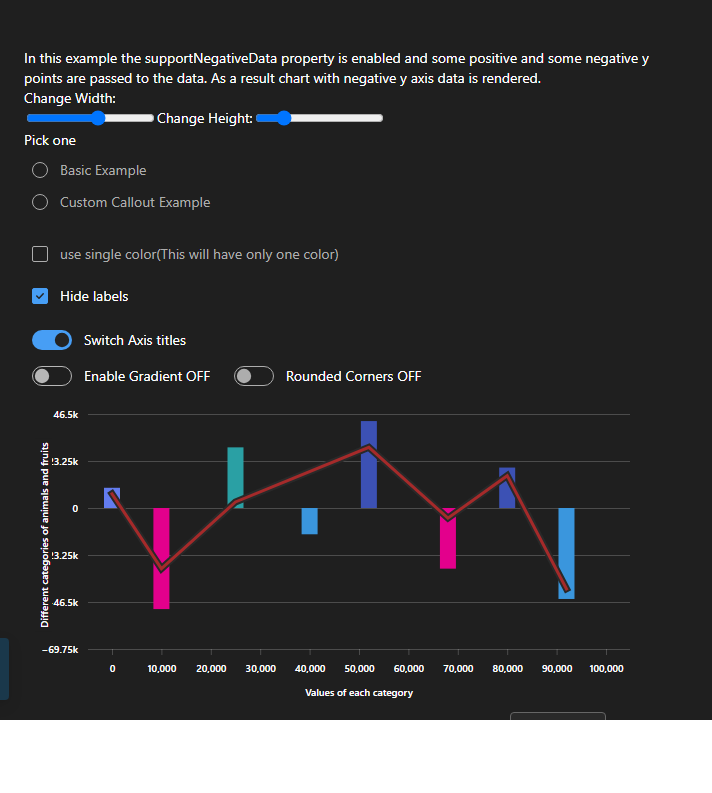 In this example the supportNegativeData property is enabled and some positive and some negative y
points are passed to the data. As a result chart with negative y axis data is rendered.
Change Width:
Change Height:
Pick one
Basic Example
Custom Callout Example
use single color(This will have only one color)
Hide labels
Switch Axis titles
Enable Gradient OFF Rounded Corners OFF
46.5k
3.25k
0
3.25k
46.5k
−69.75k
Different categories of animals and fruits
0 10,000 20,000 30,000 40,000 50,000 60,000 70,000 80,000 90,000 100,000
Values of each category